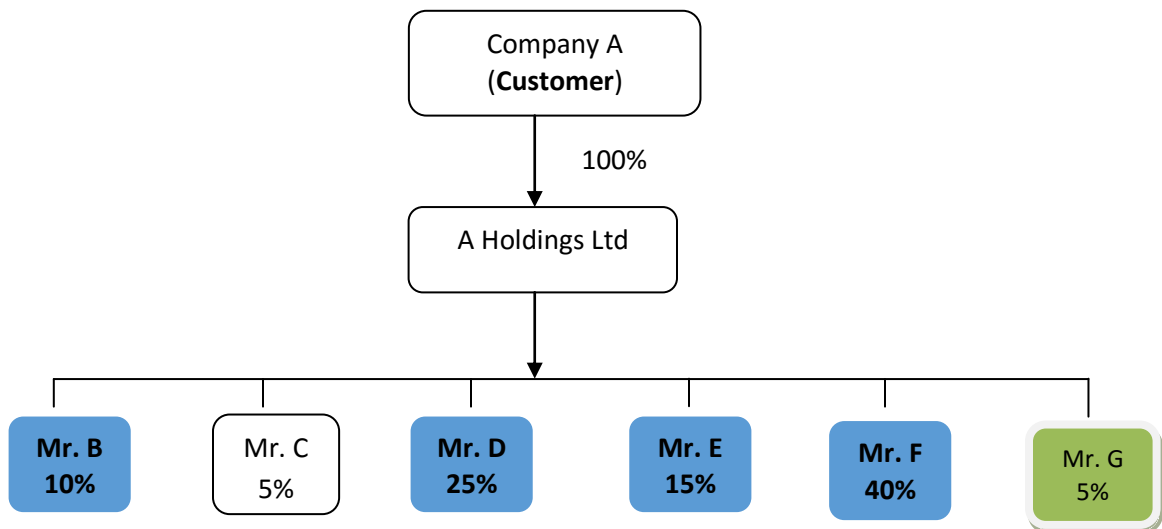 Company A
(Customer)
100%
A Holdings Ltd
Mr. B
10%
Mr. C
5%
Mr. D
25%
Mr. E
15%
Mr. F
40%
Mr. G
5%